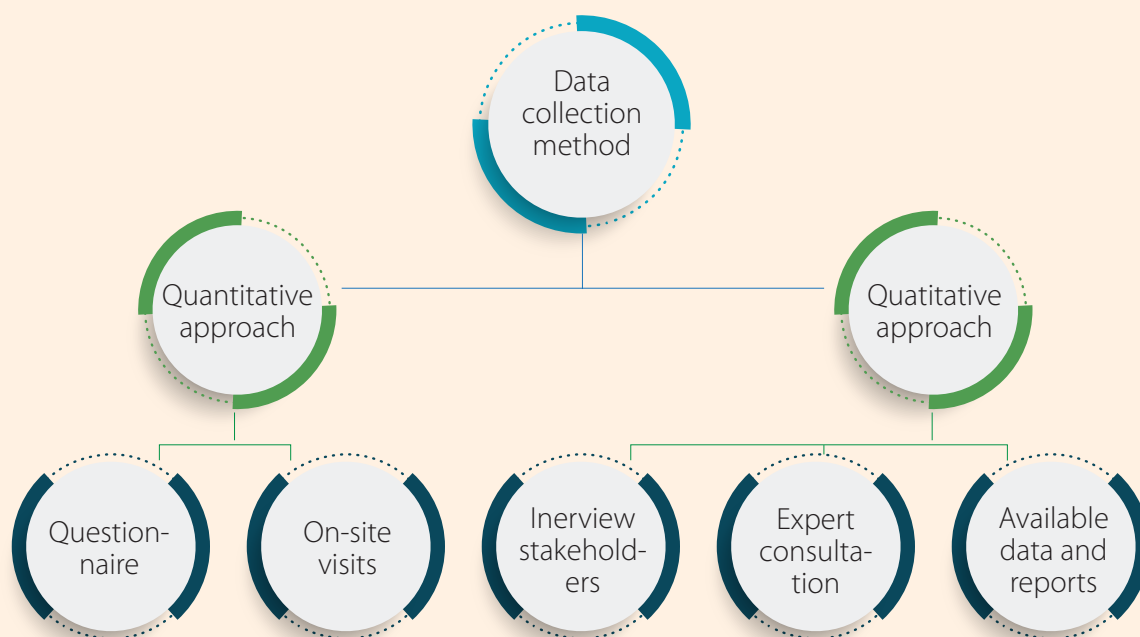 Data
collection
method
Quantitative
approach
Quatitative
approach
Question-
naire
On-site
visits
Inerview
stakehold-
ers
Expert
consulta-
tion
Available
data and
reports